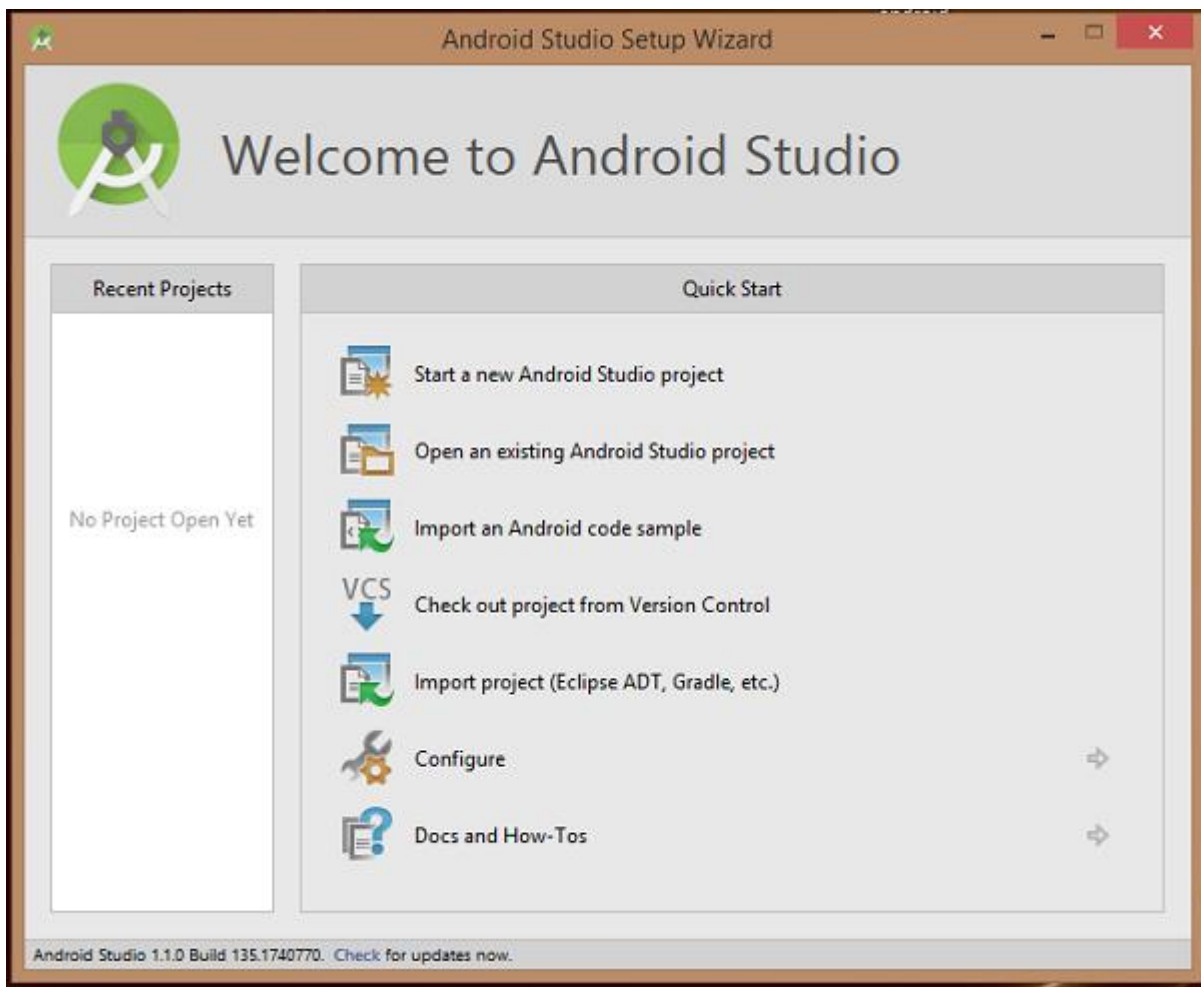 Android Studio Setup Wizard
Welcome to Android Studio
Recent Projects
No Project Open Yet
Quick Start
Start a new Android Studio project
Open an existing Android Studio project
Import an Android code sample
VCS
Check out project from Version Control
Import project (Eclipse ADT, Gradle, etc.)
Configure
Docs and How-Tos
Android Studio 1.1.0 Build 135.1740770. Check for updates now.